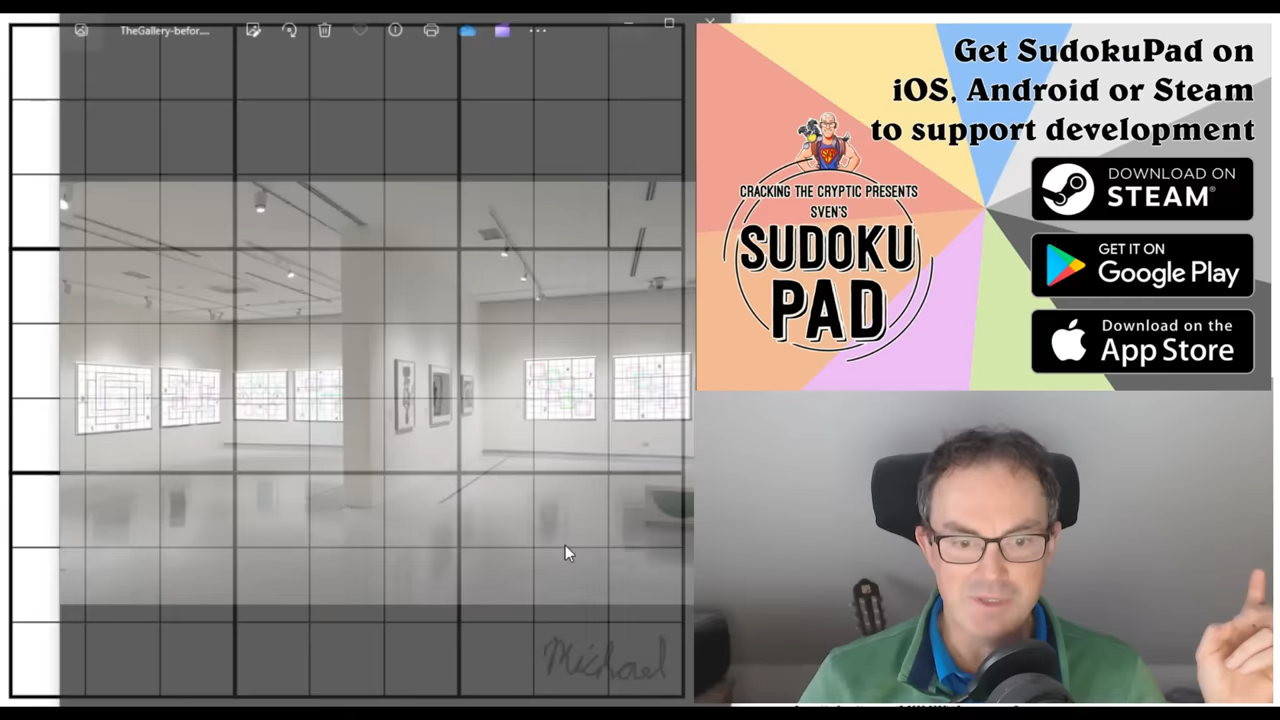 TheGallery-befor....
Get SudokuPad on
iOS, Android or Steam
to support development
CRACKING THE CRYPTIC PRESENTS
SVEN'S
SUDOKU
PAD
DOWNLOAD ON
STEAM®
GET IT ON
Google Play
Download on the
App Store
Michael